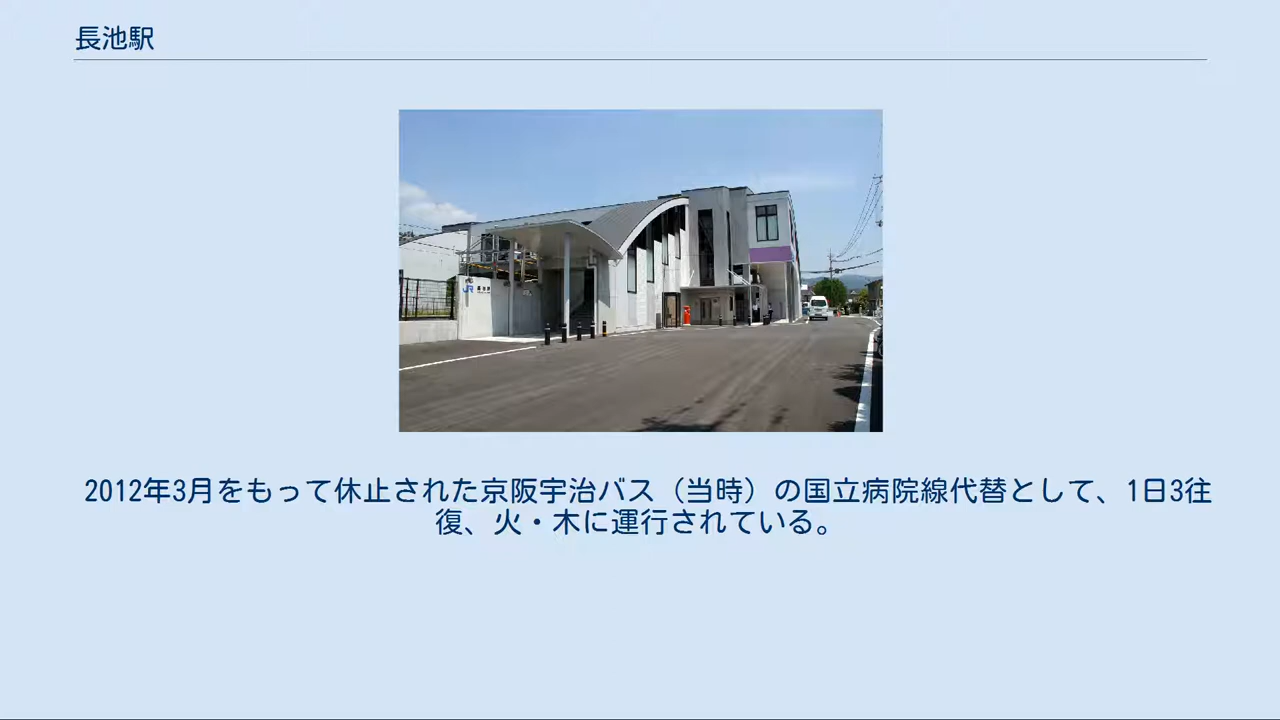 長池駅
JR
2012年3月をもって休止された京阪宇治バス（当時）の国立病院線代替として、1日3往
復、火・木に運行されている。